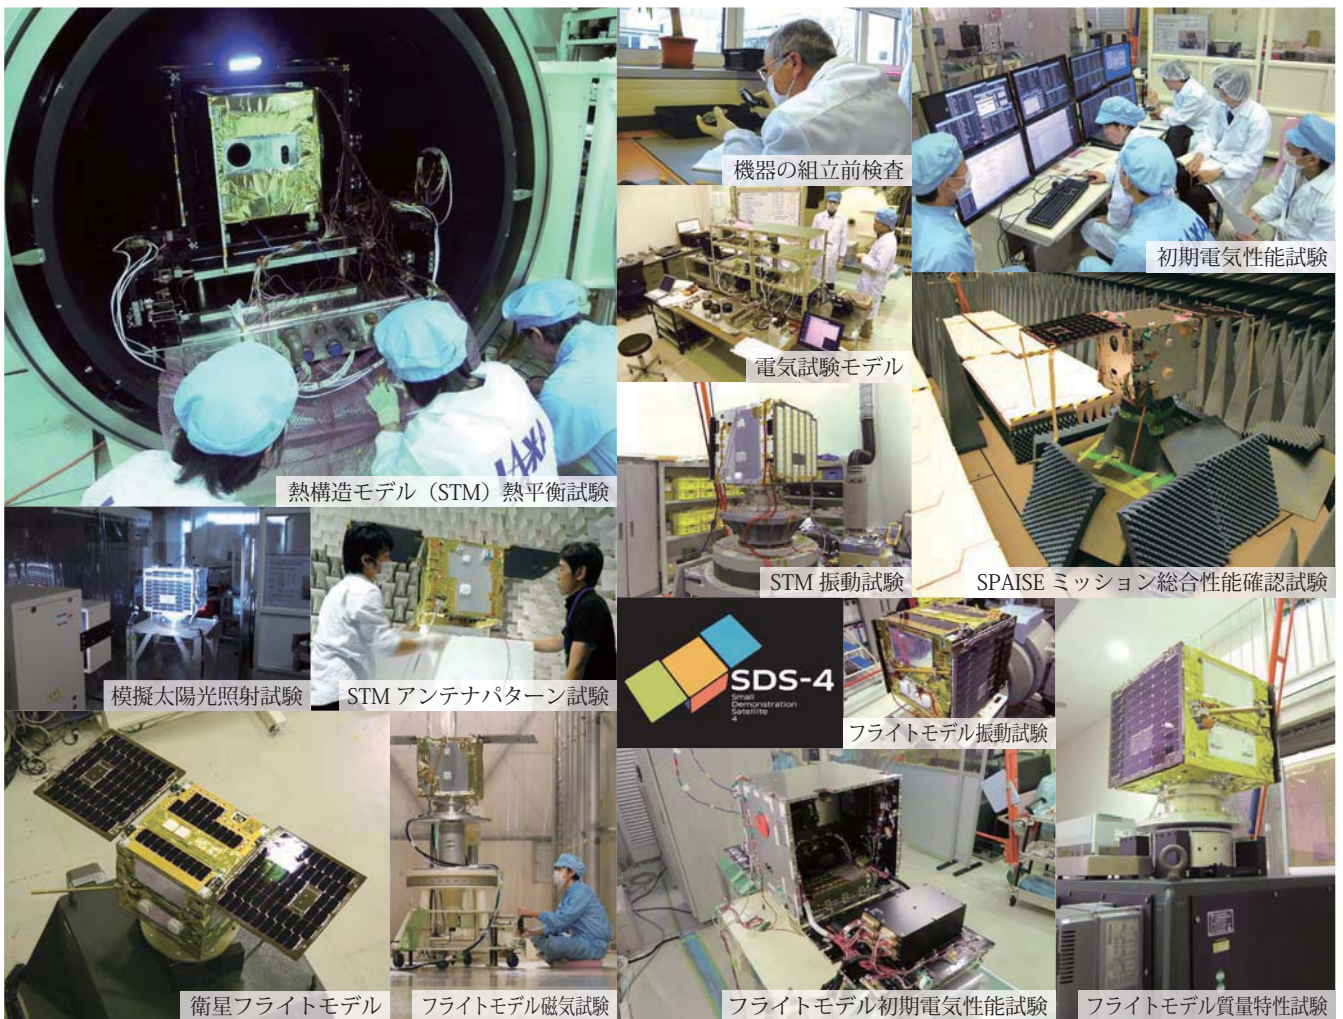 機器の組立前検査
初期電気性能試験
電気試験モデル
熱構造モデル（STM）熱平衡試験
JAXA
STM 振動試験
SPAISE ミッション総合性能確認試験
模擬太陽光照射試験
STM アンテナパターン試験
SDS-4
Small
Demonstration
Satellite
4
フライトモデル振動試験
衛星フライトモデル
フライトモデル磁気試験
フライトモデル初期電気性能試験
フライトモデル質量特性試験